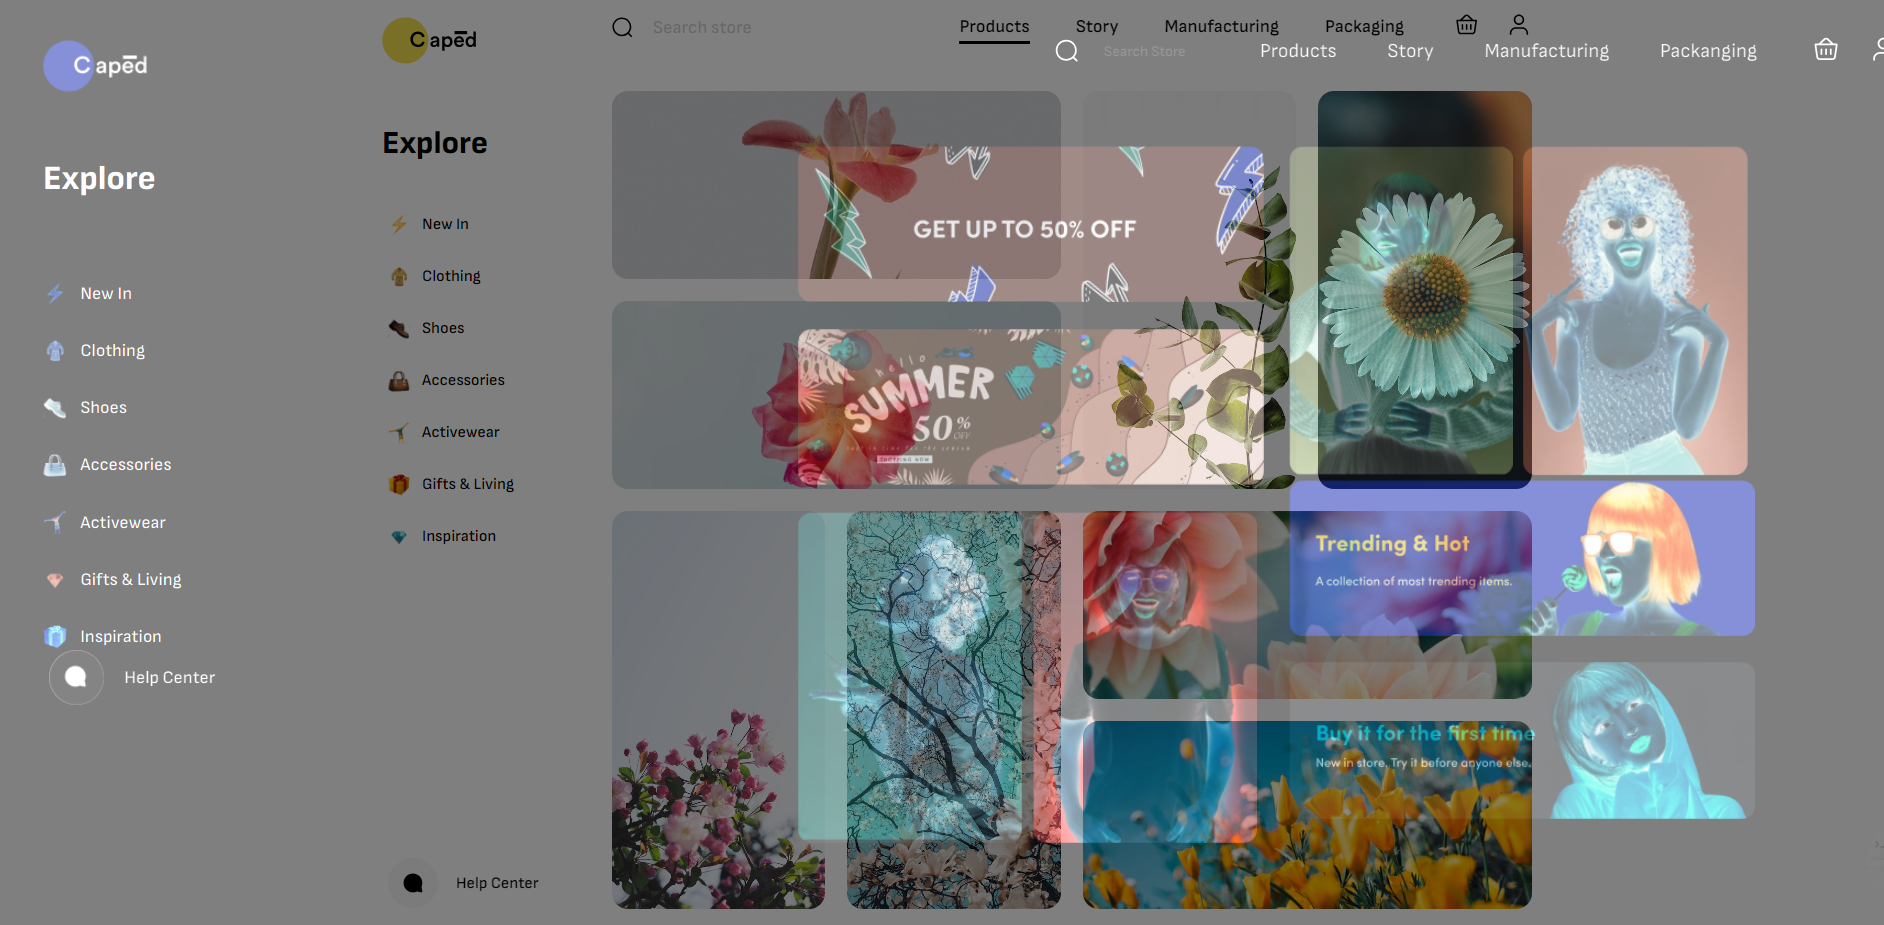 Capēd
Explore
New In
Clothing
Shoes
Accessories
Activewear
Gifts & Living
Inspiration
Help Center
Capēd
Explore
New In
Clothing
Shoes
Accessories
Activewear
Gifts & Living
Inspiration
Help Center
Search store
Products
Story
Manufacturing
Packaging
Search Store
Products
Story
Manufacturing
Packanging
GET UP TO 50% OFF
hello
SUMMER
50%
OFF
Trending & Hot
A collection of most trending items.
Buy it for the first time
New in store. Try it before anyone else.